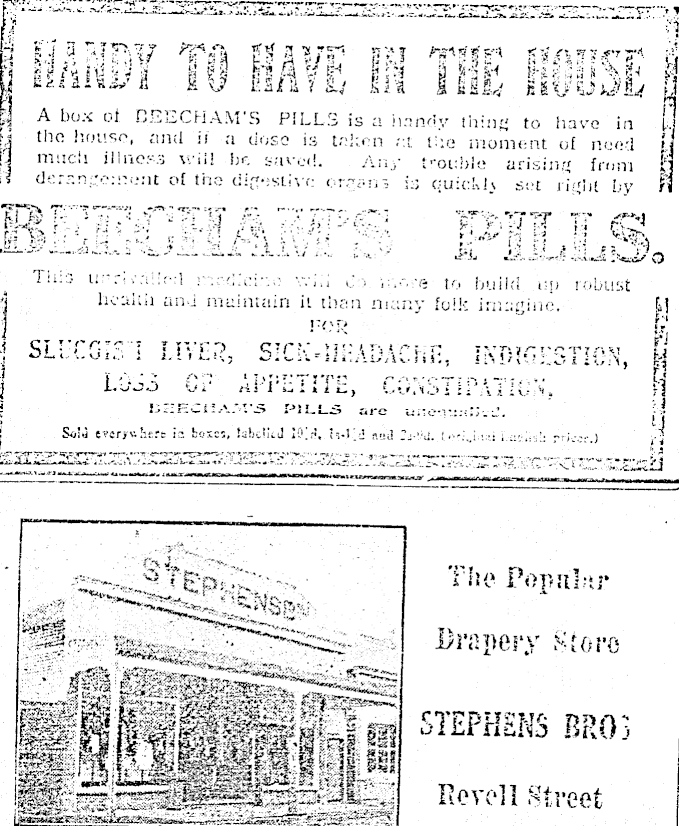 HANDY TO HAVE IN THE HOUSE
A box of BEECHAM'S PILLS is a handy thing to have in
the house, and if a dose is taken at the moment of need
much illness will be saved. Any trouble arising from
derangement of the digestive organs is quickly set right by
BEECHAM'S PILLS.
This unrivalled medicine will do more to build up robust
health and maintain it than many folk imagine.
FOR
SLUGGISH LIVER, SICK-HEADACHE, INDIGESTION,
LOSS OF APPETITE, CONSTIPATION,
BEECHAM'S PILLS are unequalled.
Sold everywhere in boxes, labelled and English prices.)
STEPHENS
The Popular
Drapery Store
STEPHENS BROS
Revell Street